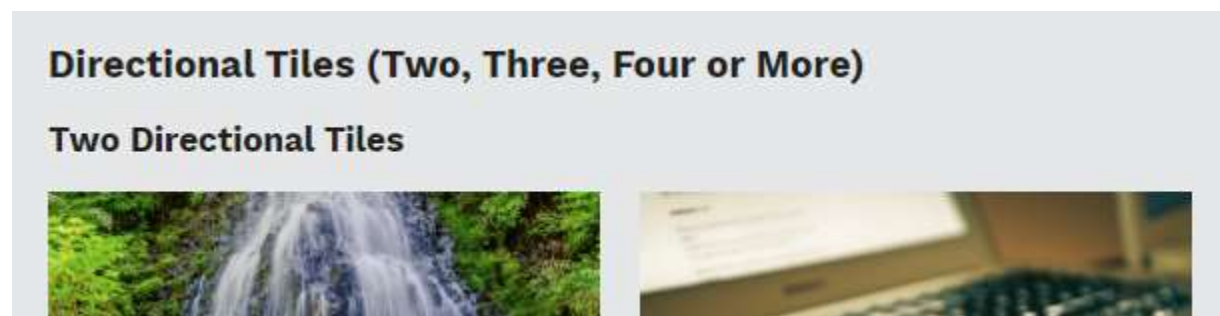 Directional Tiles (Two, Three, Four or More)
Two Directional Tiles